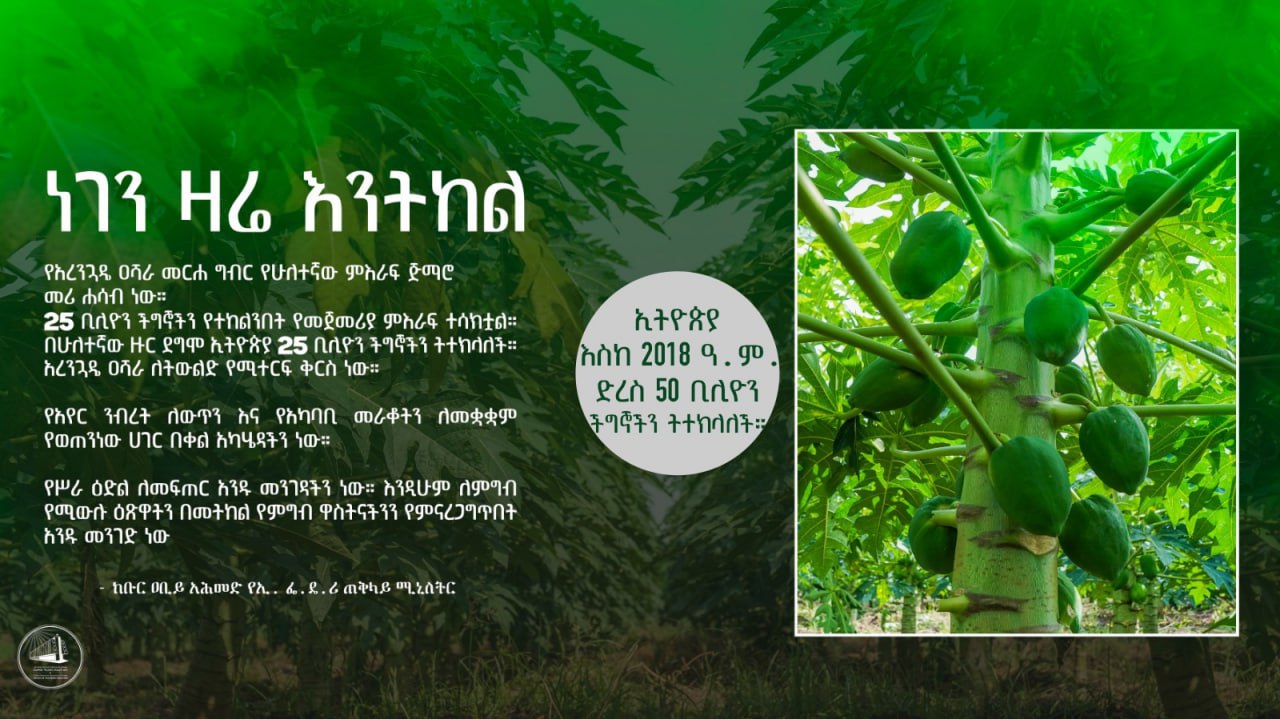 ነገን ዛሬ እንትከል
የአረንጓዴ ዐሻራ መርሐ ግብር የሁለተኛው ምእራፍ ጅማሮ
መሪ ሐሳብ ነው።
25 ቢሊዮን ችግኞችን የተከልንበት የመጀመሪያ ምእራፍ ተሳክቷል።
በሁለተኛው ዙር ደግሞ ኢትዮጵያ 25 ቢሊዮን ችግኞችን ትተክላለች።
አረንጓዴ ዐሻራ ለትውልድ የሚተርፍ ቅርስ ነው።
የአየር ንብረት ለውጥን እና የአካባቢ መራቆትን ለመቋቋም
የወጠንነው ሀገር በቀል አካሄዳችን ነው።
የሥራ ዕድል ለመፍጠር አንዱ መንገዳችን ነው። እንዲሁም ለምግብ
የሚውሉ ዕጽዋትን በመትከል የምግብ ዋስትናችንን የምናረጋግጥበት
አንዱ መንገድ ነው
- ክቡር ዐቢይ አሕመድ የኢ. ፌ.ዴ.ሪ ጠቅላይ ሚኒስትር
ኢትዮጵያ
እስከ 2018 ዓ.ም.
ድረስ 50 ቢሊዮን
ችግኞችን ትተክላለች።